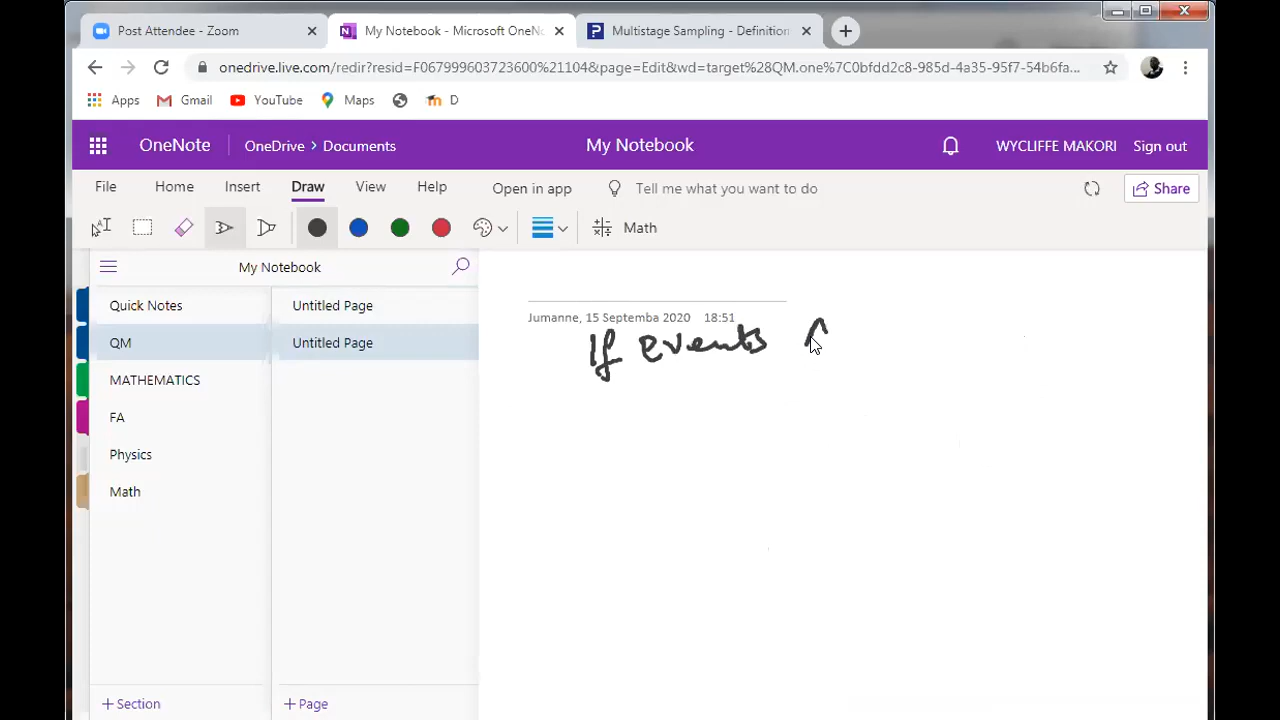 Post Attendee - Zoom
My Notebook - Microsoft OneNo
Multistage Sampling - Definition
onedrive.live.com/redir?resid=F067999603723600%21104&page=Edit&wd=target%28QM.one%7C0bfdd2c8-985d-4a35-95f7-54b6fa...
Apps Gmail YouTube Maps D
OneNote OneDrive > Documents My Notebook WYCLIFFE MAKORI Sign out
File Home Insert Draw View Help Open in app Tell me what you want to do Share
Math
My Notebook
Quick Notes
QM
MATHEMATICS
FA
Physics
Math
+ Section
Untitled Page
Untitled Page
+ Page
Jumanne, 15 Septemba 2020 18:51
If events